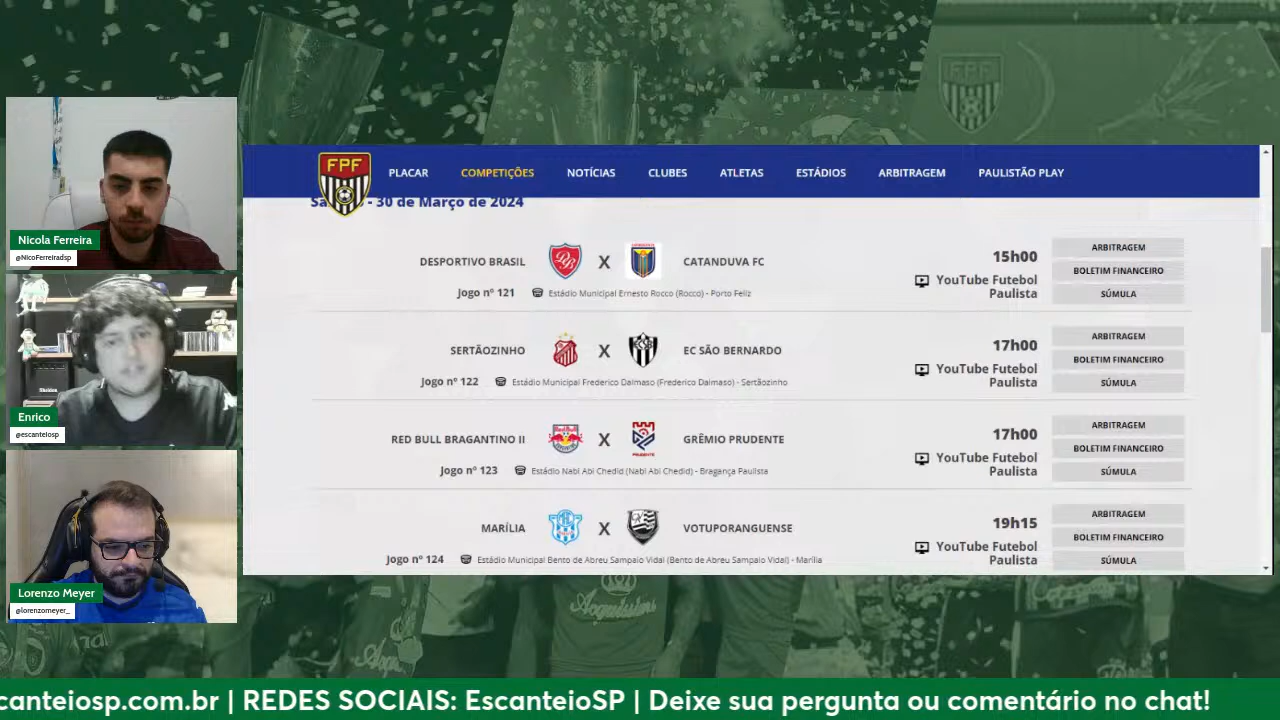 Nicola Ferreira
@NicoFerreiradsp
Enrico
@escanteiosp
Lorenzo Meyer
@lorenzomeyer_
FPF
PLACAR COMPETIÇÕES NOTÍCIAS CLUBES ATLETAS ESTÁDIOS ARBITRAGEM PAULISTÃO PLAY
- 30 de Março de 2024
DESPORTIVO BRASIL X CATANDUVA FC
Jogo nº 121 Estádio Municipal Ernesto Rocco (Rocco) - Porto Feliz
15h00
YouTube Futebol
Paulista
ARBITRAGEM
BOLETIM FINANCEIRO
SÚMULA
SERTÃOZINHO X EC SÃO BERNARDO
Jogo nº 122 Estádio Municipal Frederico Dalmaso (Frederico Dalmaso) - Sertãozinho
17h00
YouTube Futebol
Paulista
ARBITRAGEM
BOLETIM FINANCEIRO
SÚMULA
RED BULL BRAGANTINO II X GRÊMIO PRUDENTE
Jogo nº 123 Estádio Nabi Abi Chedid (Nabi Abi Chedid) - Bragança Paulista
17h00
YouTube Futebol
Paulista
ARBITRAGEM
BOLETIM FINANCEIRO
SÚMULA
MARÍLIA X VOTUPORANGUENSE
Jogo nº 124 Estádio Municipal Bento de Abreu Sampaio Vidal (Bento de Abreu Sampaio Vidal) - Marília
19h15
YouTube Futebol
Paulista
ARBITRAGEM
BOLETIM FINANCEIRO
SÚMULA
canteiosp.com.br | REDES SOCIAIS: EscanteioSP | Deixe sua pergunta ou comentário no chat!